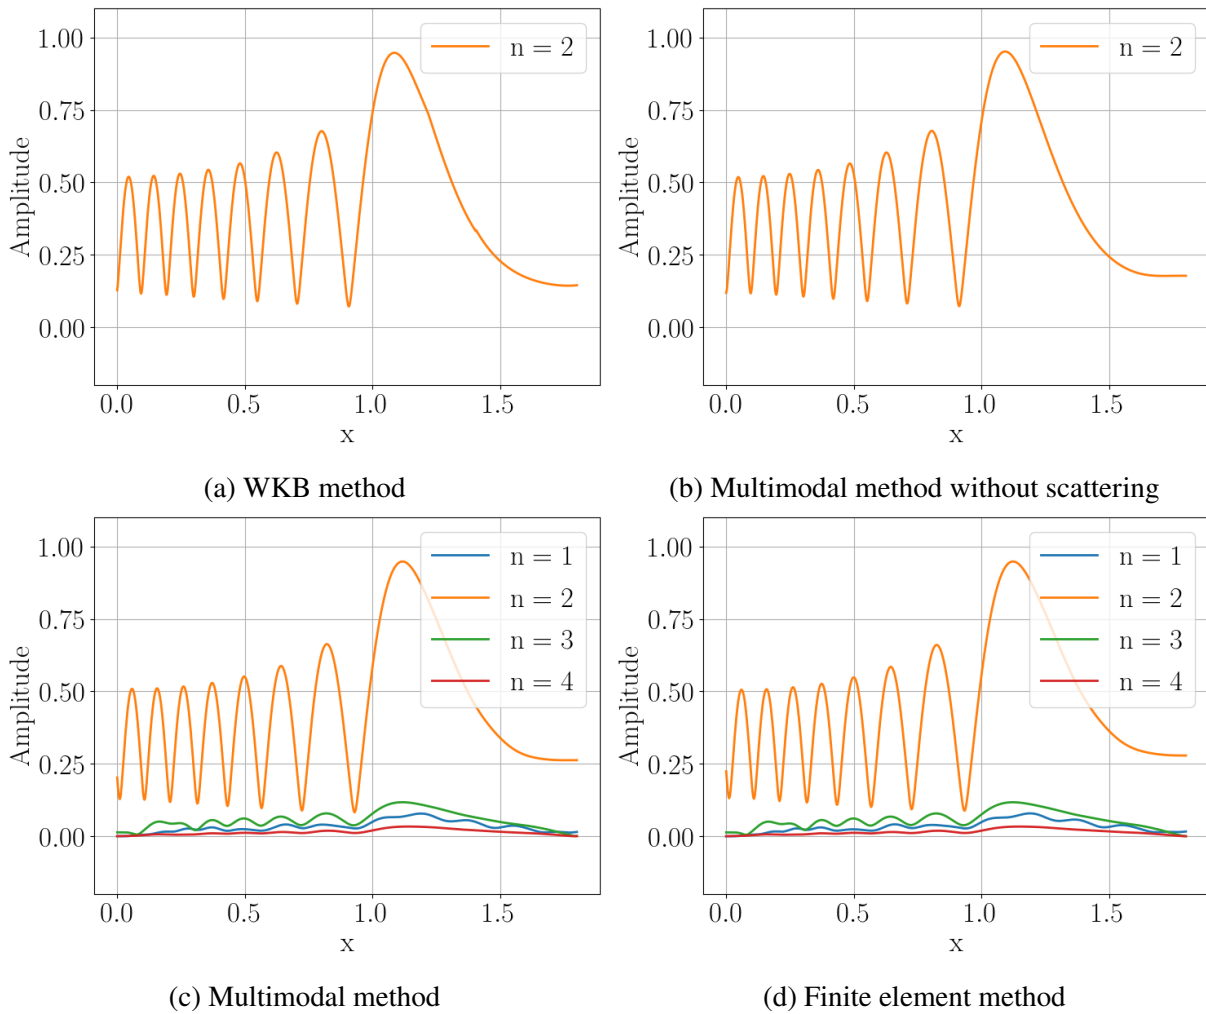 1.00
0.75
0.50
0.25
0.00
Amplitude
n = 2
0.0 0.5 1.0 1.5
x
(a) WKB method
1.00
0.75
0.50
0.25
0.00
Amplitude
n = 2
0.0 0.5 1.0 1.5
x
(b) Multimodal method without scattering
1.00
0.75
0.50
0.25
0.00
Amplitude
n = 1
n = 2
n = 3
n = 4
0.0 0.5 1.0 1.5
x
(c) Multimodal method
1.00
0.75
0.50
0.25
0.00
Amplitude
n = 1
n = 2
n = 3
n = 4
0.0 0.5 1.0 1.5
x
(d) Finite element method